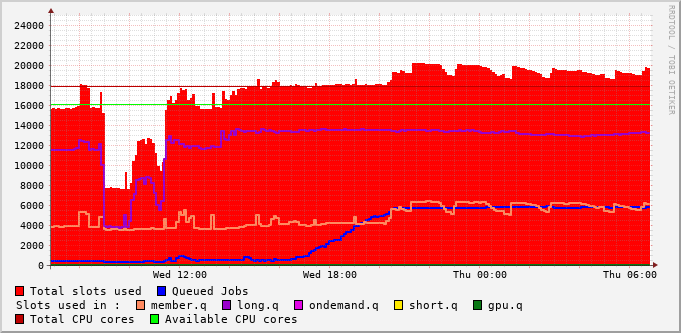 RRDTOOL / TOBI OETIKER
24000
22000
20000
18000
16000
14000
12000
10000
8000
6000
4000
2000
0
Wed 12:00 Wed 18:00 Thu 00:00 Thu 06:00
Total slots used Queued Jobs
Slots used in : member.q long.q ondemand.q short.q gpu.q
Total CPU cores Available CPU cores